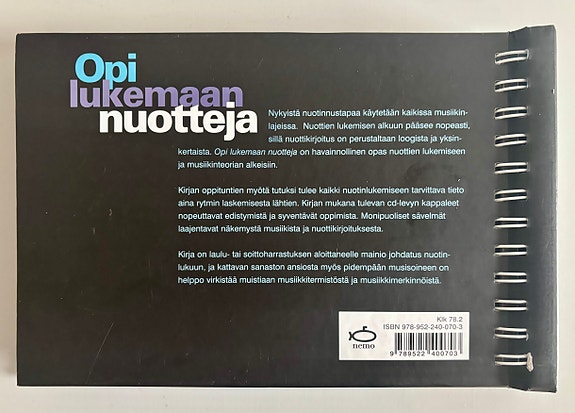 Opi
lukemaan
nuotteja
Nykyistä nuotinnustapaa käytetään kaikissa musiikin-
lajeissa. Nuottien lukemisen alkuun pääsee nopeasti,
sillä nuottikirjoitus on perustaltaan loogista ja yksin-
kertaista. Opi lukemaan nuotteja on havainnollinen opas nuottien lukemiseen
ja musiikinteorian alkeisiin.
Kirjan oppituntien myötä tutuksi tulee kaikki nuotinlukemiseen tarvittava tieto
aina rytmin laskemisesta lähtien. Kirjan mukana tulevan cd-levyn kappaleet
nopeuttavat edistymistä ja syventävät oppimista. Monipuoliset sävelmät
laajentavat näkemystä musiikista ja nuottikirjoituksesta.
Kirja on laulu- tai soittoharrastuksen aloittaneelle mainio johdatus nuotin-
lukuun, ja kattavan sanaston ansiosta myös pidempään musisoineen on
helppo virkistää muistiaan musiikkitermistöstä ja musiikkimerkinnöistä.
Klk 78.2
ISBN 978-952-240-070-3
nemo
9 789522 400703